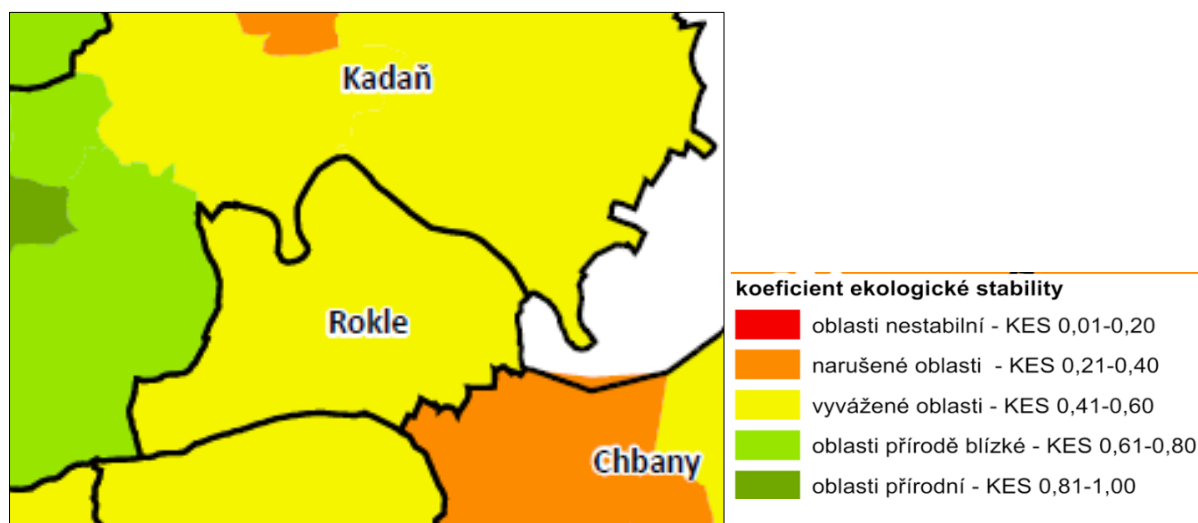 Kadaň
Rokle
Chbany
koeficient ekologické stability
oblasti nestabilní - KES 0,01-0,20
narušené oblasti - KES 0,21-0,40
vyvážené oblasti - KES 0,41-0,60
oblasti přírodě blízké - KES 0,61-0,80
oblasti přírodní - KES 0,81-1,00